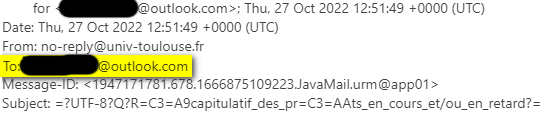 for < @outlook.com>; Thu, 27 Oct 2022 12:51:49 +0000 (UTC)
Date: Thu, 27 Oct 2022 12:51:49 +0000 (UTC)
From: no-reply@univ-toulouse.fr
To: @outlook.com
Message-ID: <1947171781.678.1666875109223.JavaMail.urm@app01>
Subject: =?UTF-8?Q?R=C3=A9capitulatif_des_pr=C3=AAts_en_cours_et/ou_en_retard?=